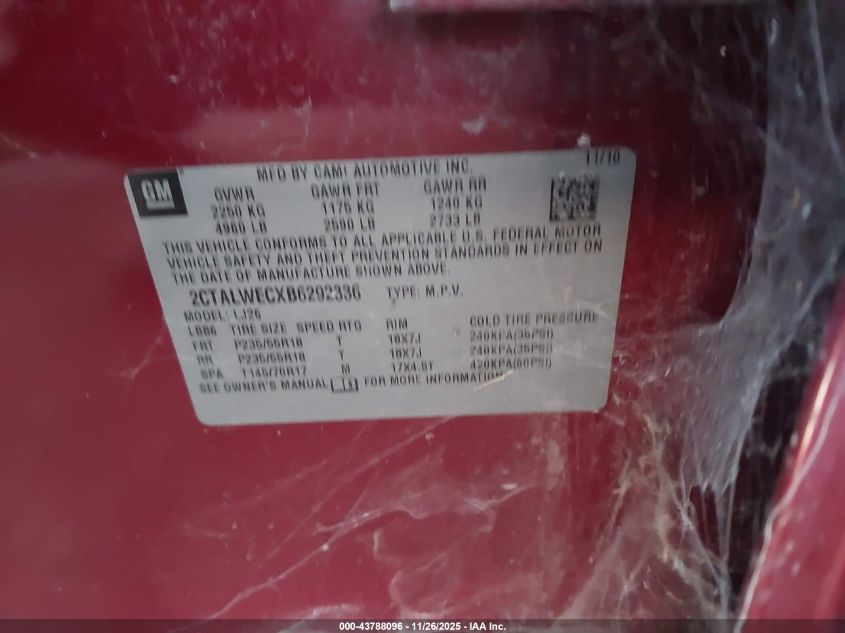 MFD BY CAMI AUTOMOTIVE INC. 11/10
GM
GVWR GAWR FRT GAWR RR
2250 KG 1175 KG 1240 KG
4960 LB 2590 LB 2733 LB
THIS VEHICLE CONFORMS TO ALL APPLICABLE U.S. FEDERAL MOTOR
VEHICLE SAFETY AND THEFT PREVENTION STANDARDS IN EFFECT ON
THE DATE OF MANUFACTURE SHOWN ABOVE.
2CTALWECXB6292336 TYPE: M.P.V.
MODEL: LJ26
LBB6 TIRE SIZE SPEED RTG RIM COLD TIRE PRESSURE
FRT P235/55R18 T 18X7J 240KPA(35PSI)
RR P235/55R18 T 18X7J 240KPA(35PSI)
SPA T145/70R17 M 17X4.5T 420KPA(60PSI)
SEE OWNER'S MANUAL FOR MORE INFORMATION
000-43788096 - 11/26/2025 - IAA Inc.